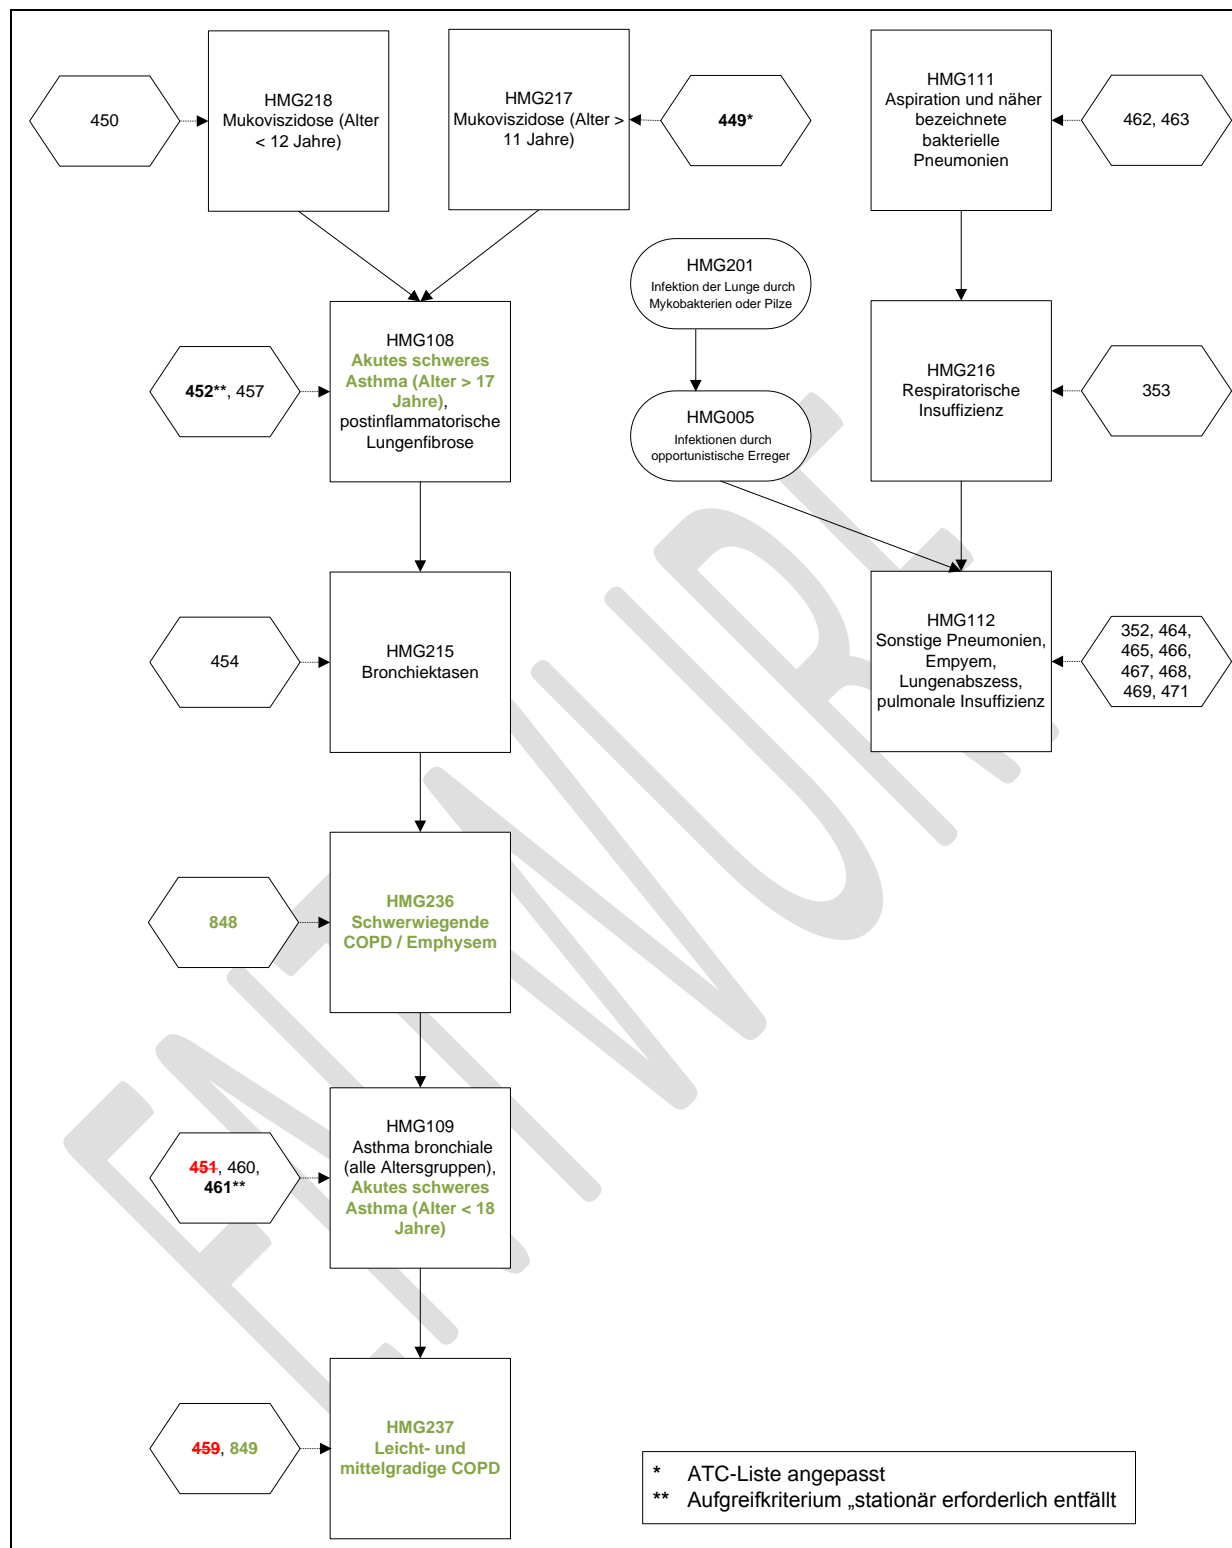 450
HMG218
Mukoviszidose (Alter
< 12 Jahre)
HMG217
Mukoviszidose (Alter >
11 Jahre)
449*
HMG111
Aspiration und näher
bezeichnete
bakterielle
Pneumonien
462, 463
HMG201
Infektion der Lunge durch
Mykobakterien oder Pilze
452**, 457
HMG108
Akutes schweres
Asthma (Alter > 17
Jahre),
postinflammatorische
Lungenfibrose
HMG005
Infektionen durch
opportunistische Erreger
HMG216
Respiratorische
Insuffizienz
353
454
HMG215
Bronchiektasen
HMG112
Sonstige Pneumonien,
Empyem,
Lungenabszess,
pulmonale Insuffizienz
352, 464,
465, 466,
467, 468,
469, 471
848
HMG236
Schwerwiegende
COPD / Emphysem
451, 460,
461**
HMG109
Asthma bronchiale
(alle Altersgruppen),
Akutes schweres
Asthma (Alter < 18
Jahre)
459, 849
HMG237
Leicht- und
mittelgradige COPD
* ATC-Liste angepasst
** Aufgreifkriterium „stationär erforderlich entfällt
ENTWURF